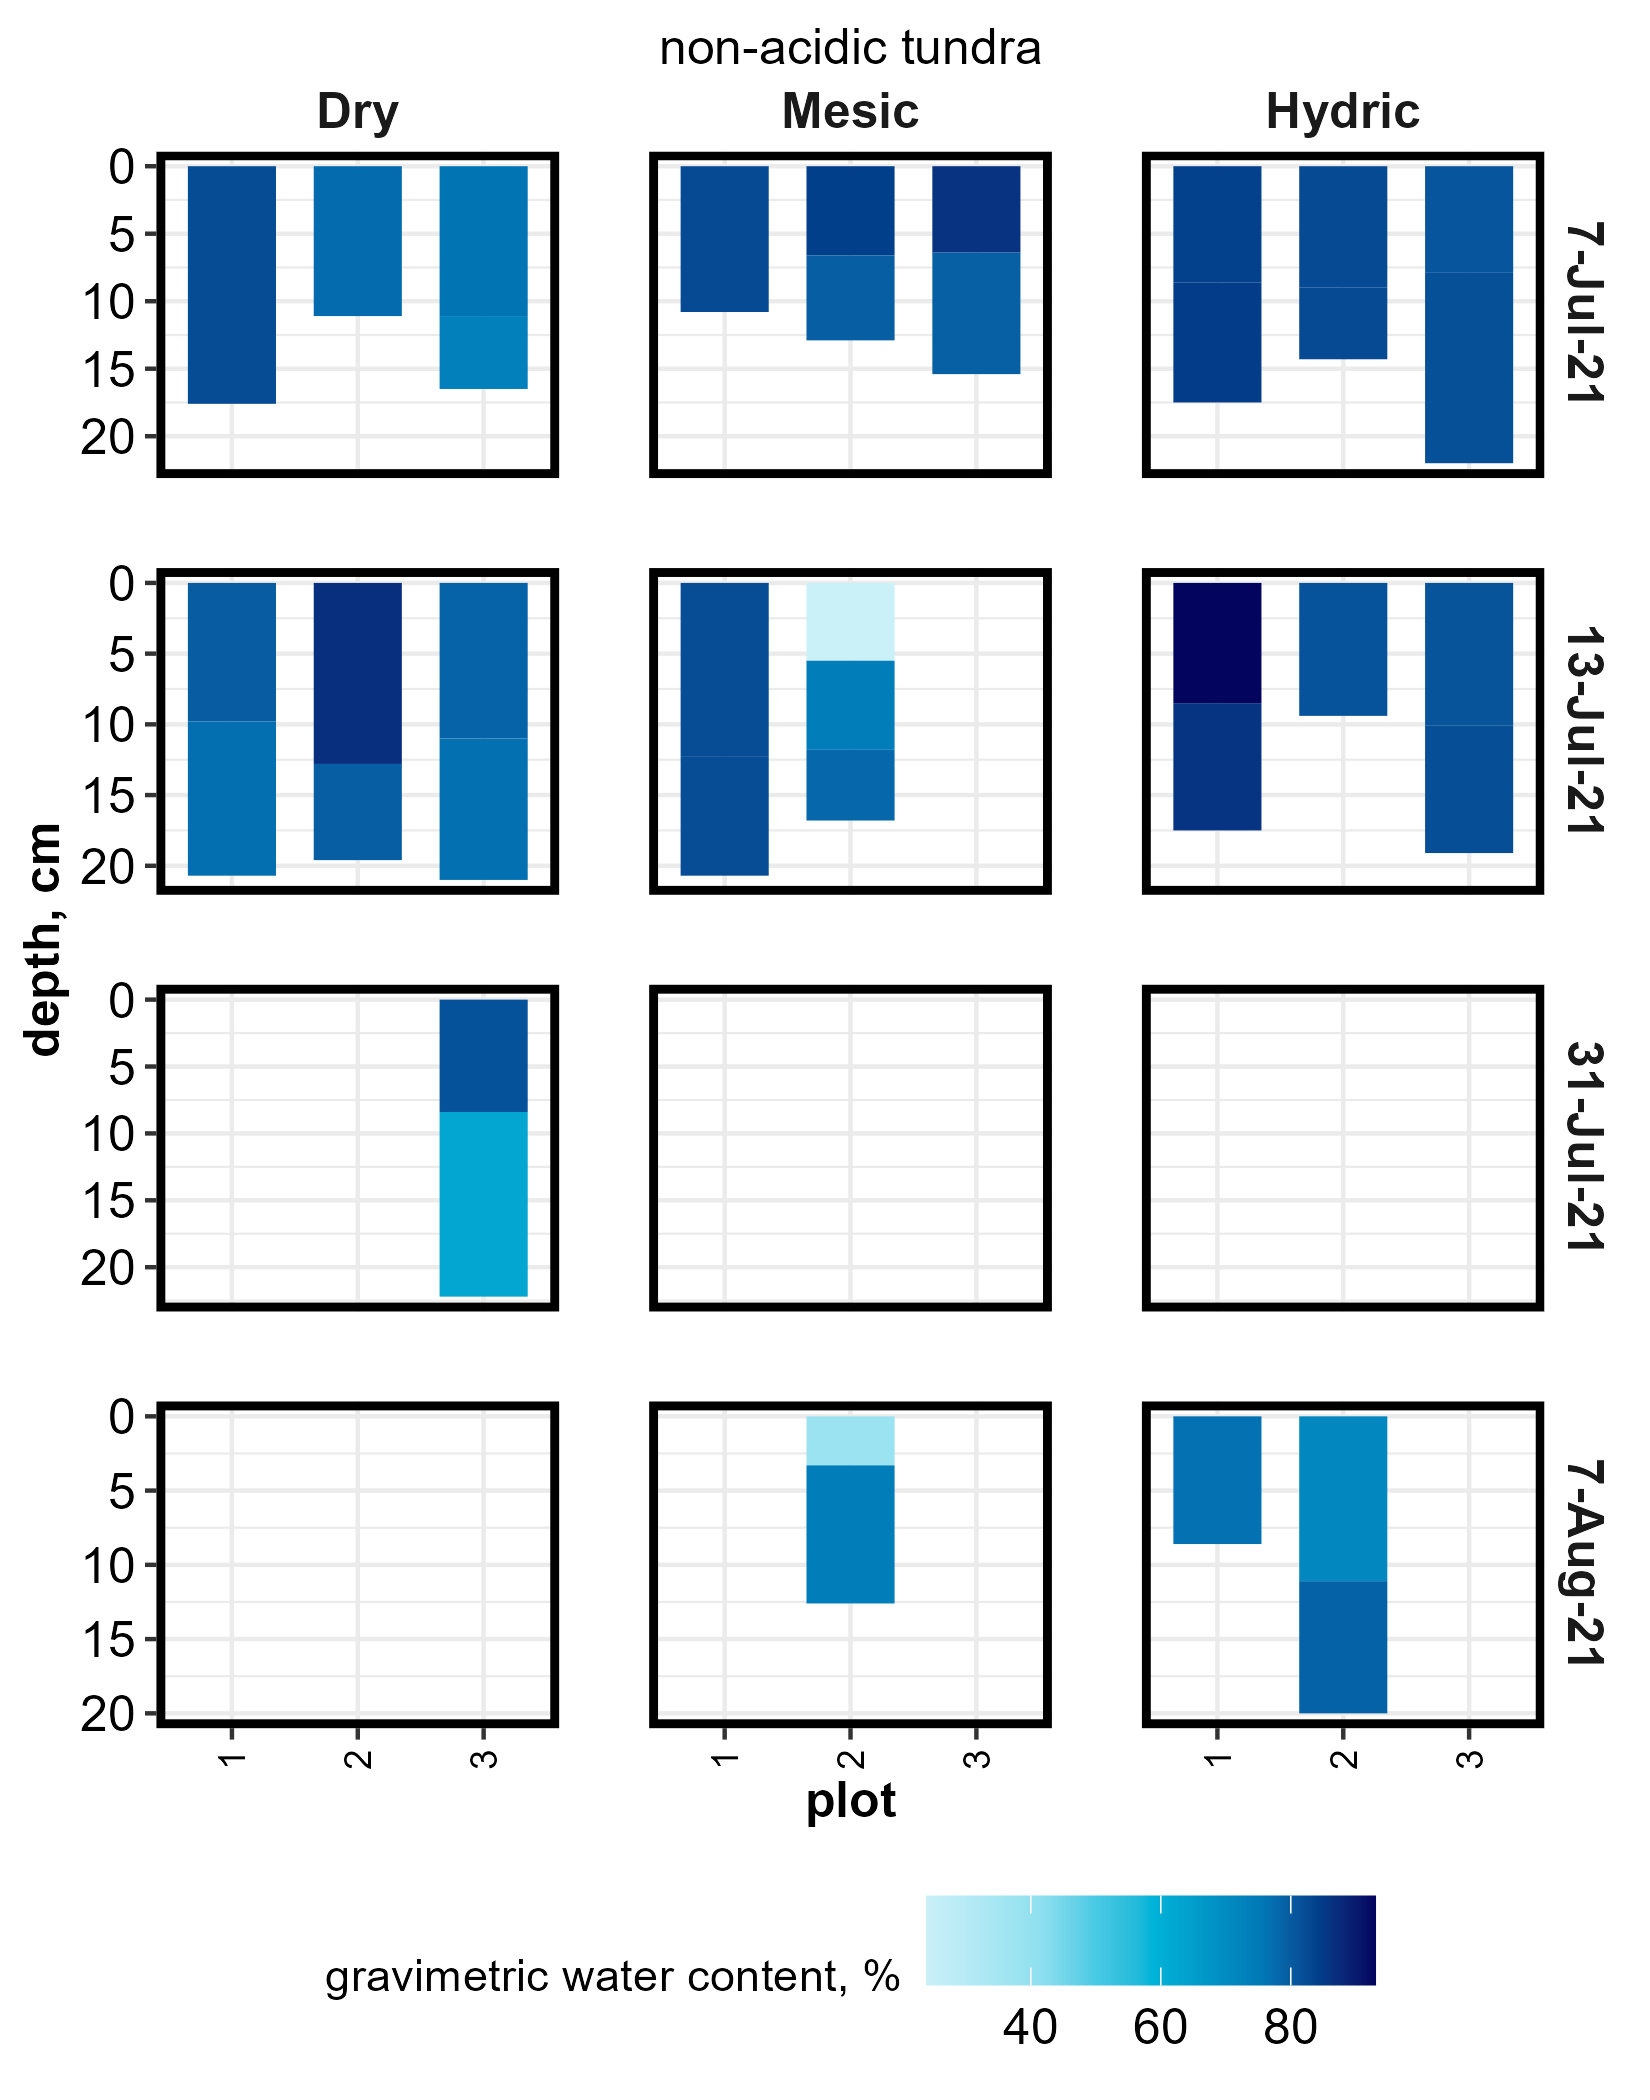 non-acidic tundra
Dry Mesic Hydric
0
5
10
15
20
7-Jul-21
0
5
10
15
20
13-Jul-21
depth, cm
0
5
10
15
20
31-Jul-21
0
5
10
15
20
7-Aug-21
1 2 3 1 2 3 1 2 3
plot
gravimetric water content, %
40 60 80